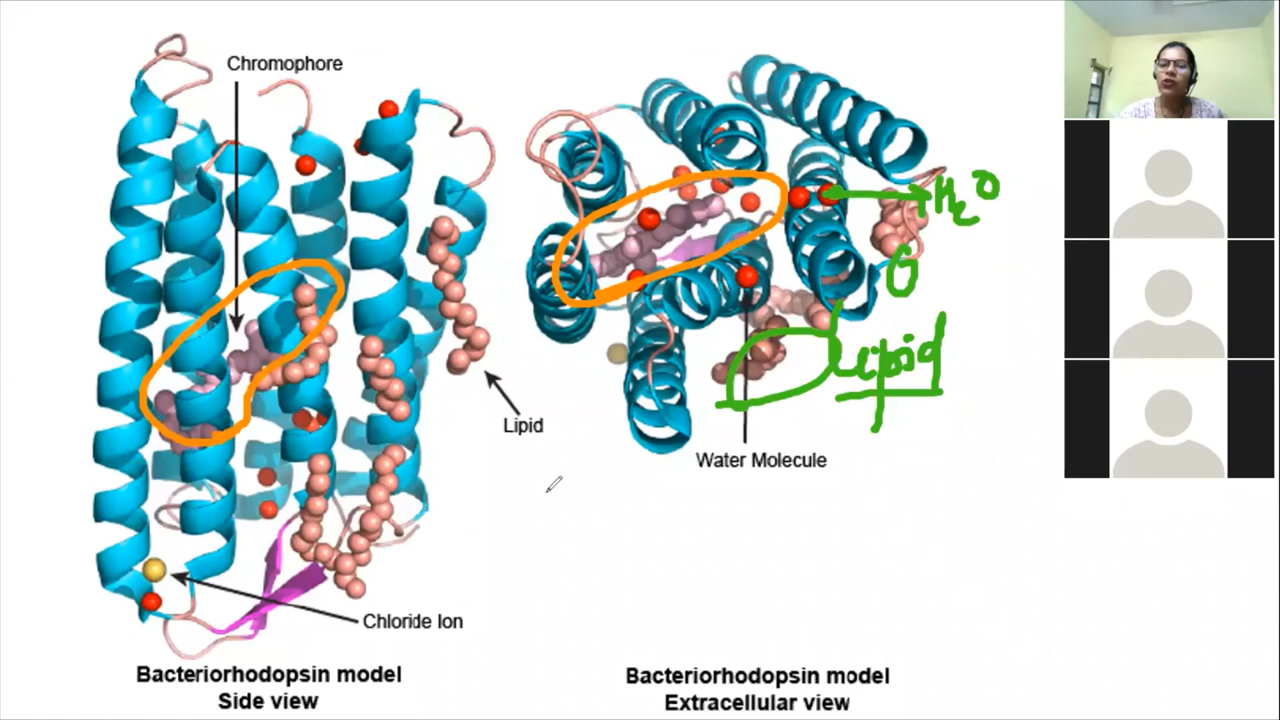 Chromophore
H2O
Lipid
Lipid
Water Molecule
Chloride Ion
Bacteriorhodopsin model
Side view
Bacteriorhodopsin model
Extracellular view